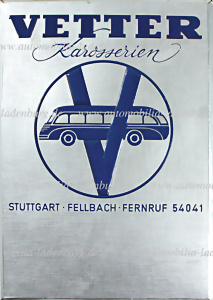 VETTER
Karosserien
STUTTGART · FELLBACH · FERNRUF 54041